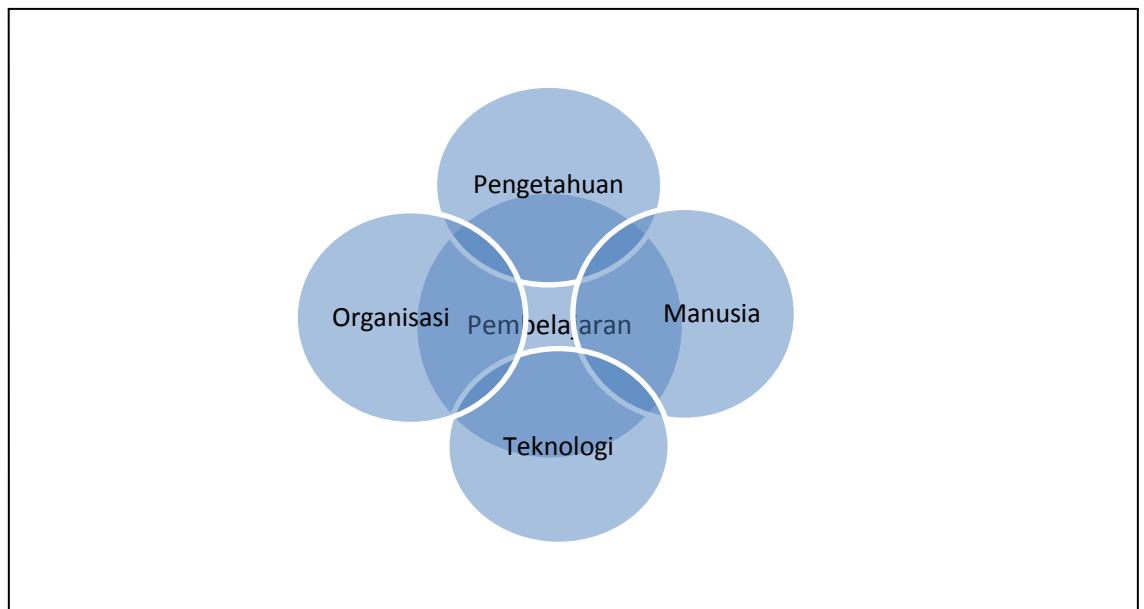 Pengetahuan
Organisasi
Pembelajaran
Manusia
Teknologi